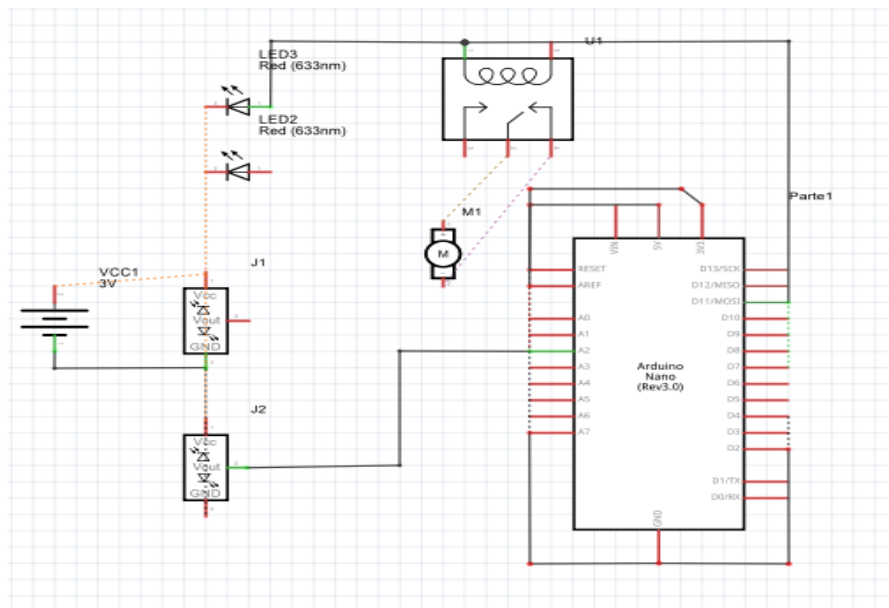 LED3
Red (633nm)
LED2
Red (633nm)
U1
M1
M
Parte1
VCC1
3V
J1
Vcc
Vout
GND
J2
Vcc
Vout
GND
VIN
5V
3V3
RESET
AREF
A0
A1
A2
A3
A4
A5
A6
A7
Arduino
Nano
(Rev3.0)
D13/SCK
D12/MISO
D11/MOSI
D10
D9
D8
D7
D6
D5
D4
D3
D2
D1/TX
D0/RX
GND